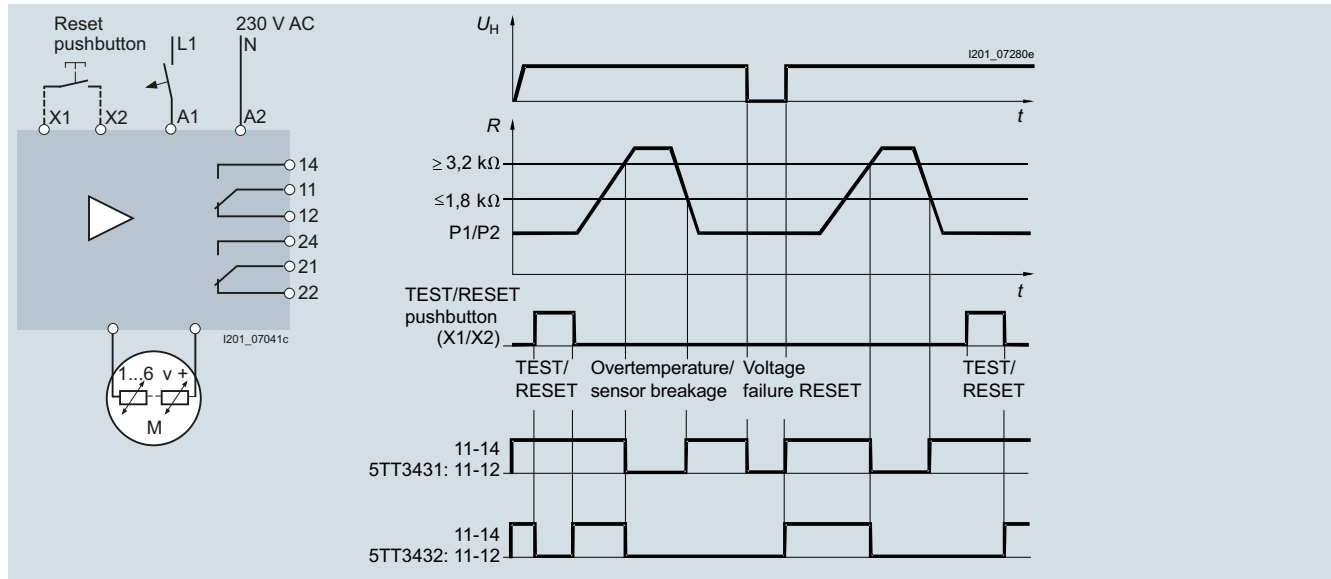 Reset
pushbutton
230 V AC
L1
N
X1
X2
A1
A2
14
11
12
24
21
22
I201_07041c
1...6 v +
M
UH
I201_07280e
t
R
≥ 3,2 kΩ
≤1,8 kΩ
P1/P2
t
TEST/RESET
pushbutton
(X1/X2)
TEST/
RESET
Overtemperature/
sensor breakage
Voltage
failure RESET
TEST/
RESET
11-14
5TT3431: 11-12
11-14
5TT3432: 11-12